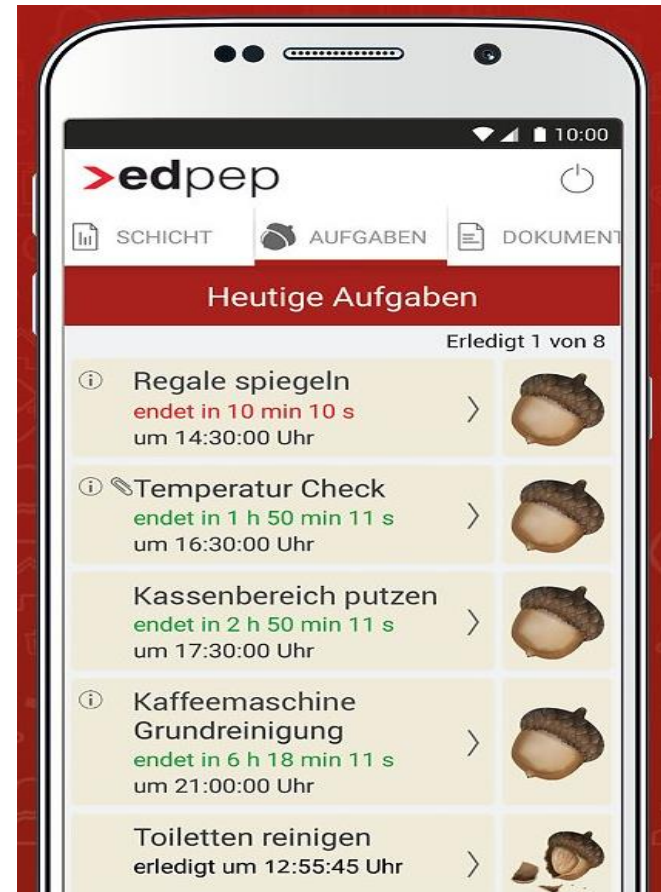 10:00
edpep
SCHICHT AUFGABEN DOKUMENT
Heutige Aufgaben
Erledigt 1 von 8
Regale spiegeln
endet in 10 min 10 s
um 14:30:00 Uhr
Temperatur Check
endet in 1 h 50 min 11 s
um 16:30:00 Uhr
Kassenbereich putzen
endet in 2 h 50 min 11 s
um 17:30:00 Uhr
Kaffeemaschine
Grundreinigung
endet in 6 h 18 min 11 s
um 21:00:00 Uhr
Toiletten reinigen
erledigt um 12:55:45 Uhr